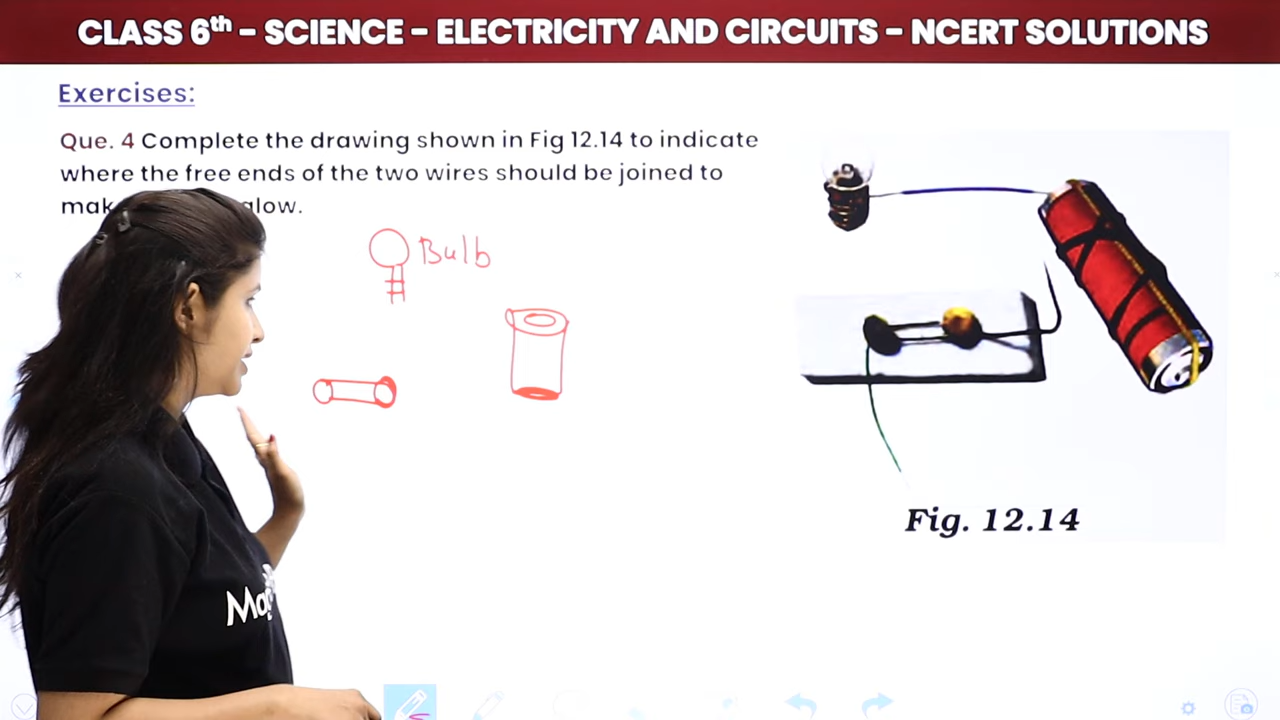 CLASS 6th – SCIENCE – ELECTRICITY AND CIRCUITS – NCERT SOLUTIONS
Exercises:
Que. 4 Complete the drawing shown in Fig 12.14 to indicate
where the free ends of the two wires should be joined to
glow.
Bulb
Fig. 12.14